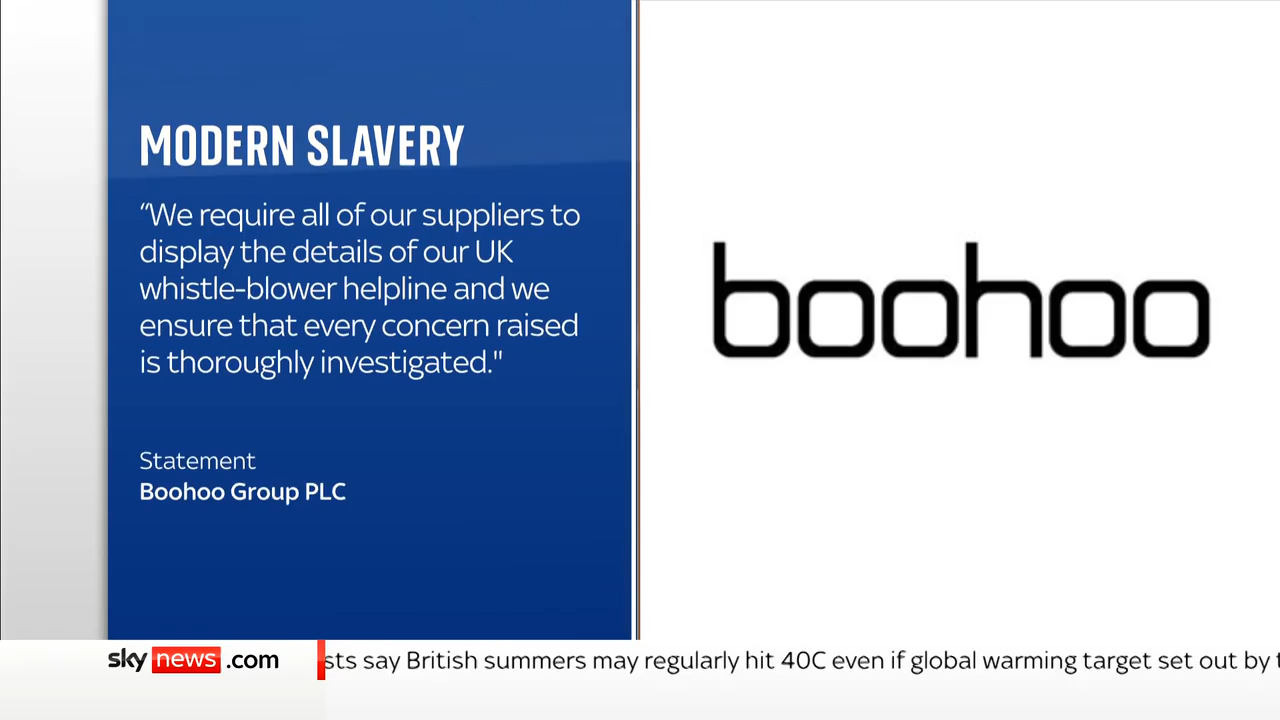 MODERN SLAVERY
“We require all of our suppliers to
display the details of our UK
whistle-blower helpline and we
ensure that every concern raised
is thoroughly investigated."
Statement
Boohoo Group PLC
boohoo
sky news .com
sts say British summers may regularly hit 40C even if global warming target set out by